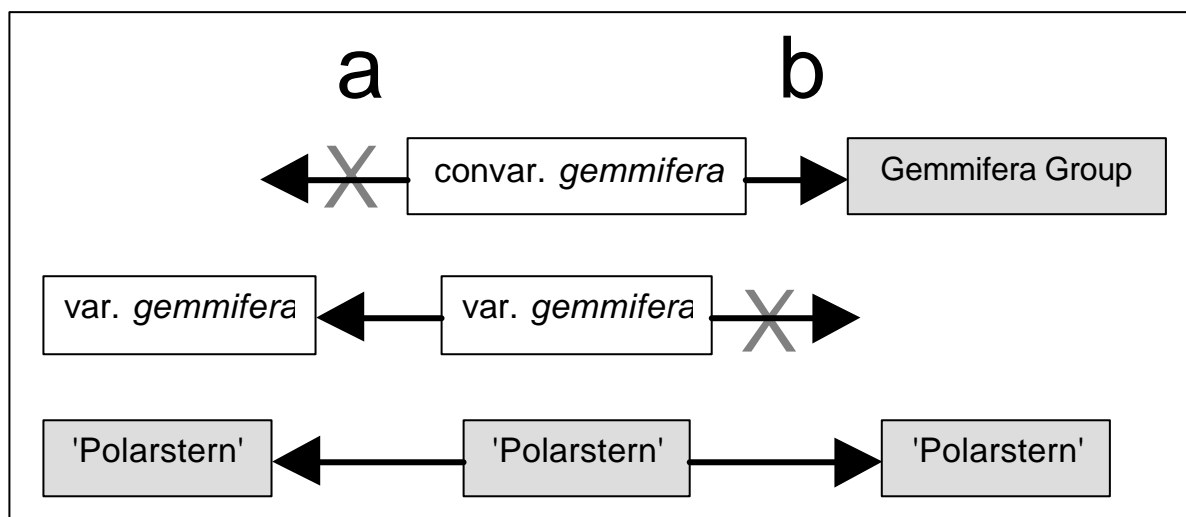 a b
convar. gemmifera Gemmifera Group
var. gemmifera var. gemmifera
'Polarstern' 'Polarstern' 'Polarstern'